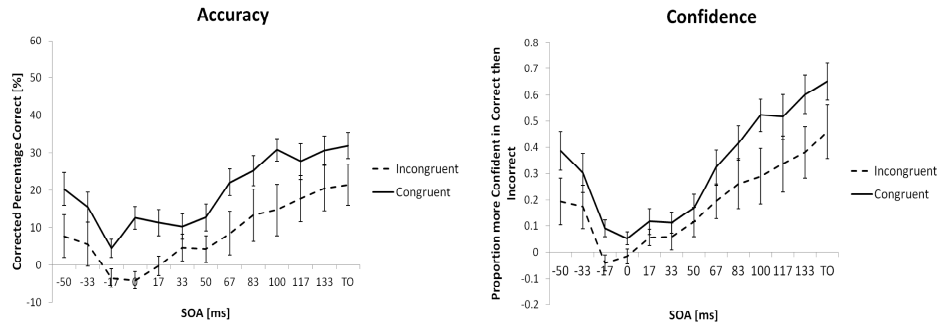 Accuracy
Corrected Percentage Correct [%]
60
50
40
30
20
10
0
-10
-50 -33 -17 0 17 33 50 67 83 100 117 133 TO
SOA [ms]
Incongruent
Congruent
Confidence
Proportion more Confident in Correct then
Incorrect
0.8
0.7
0.6
0.5
0.4
0.3
0.2
0.1
0
-0.1
-0.2
-50 -33 -17 0 17 33 50 67 83 100 117 133 TO
SOA [ms]
Incongruent
Congruent